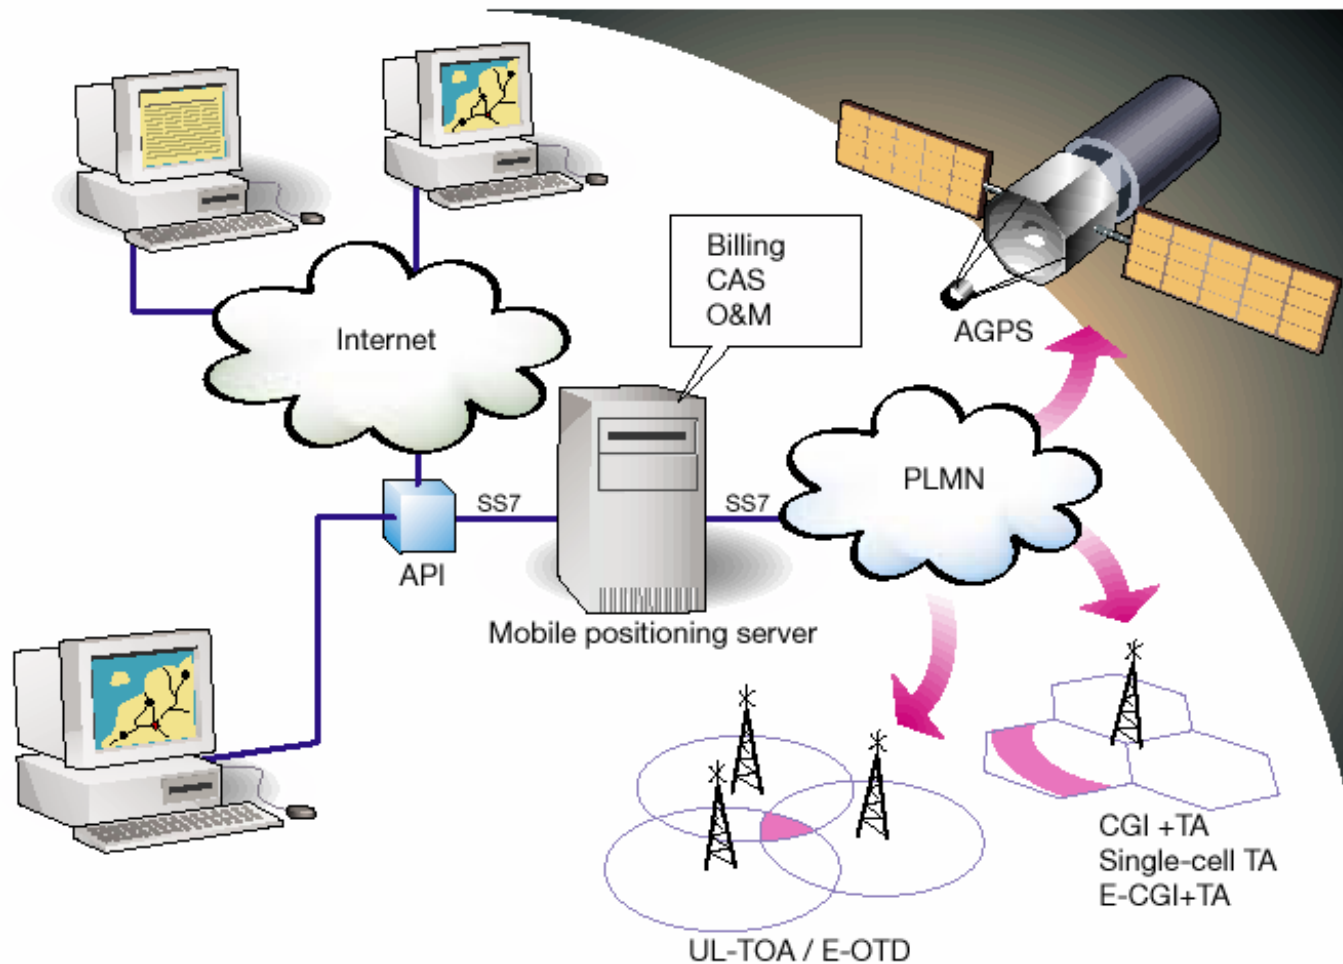 Billing
CAS
O&M
Internet
AGPS
PLMN
SS7
SS7
API
Mobile positioning server
CGI +TA
Single-cell TA
E-CGI+TA
UL-TOA / E-OTD